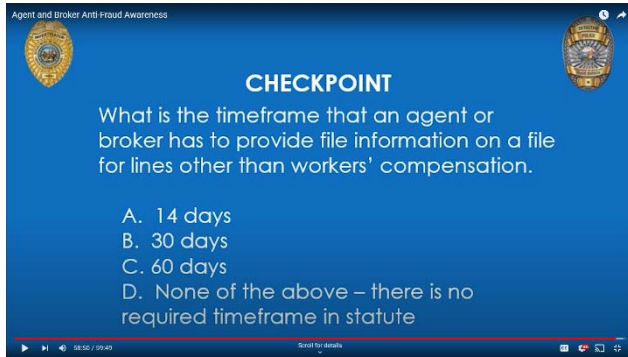 Agent and Broker Anti-Fraud Awareness
CHECKPOINT
What is the timeframe that an agent or
broker has to provide file information on a file
for lines other than workers' compensation.
A. 14 days
B. 30 days
C. 60 days
D. None of the above – there is no
required timeframe in statute
58:50 / 59:49
Scroll for details